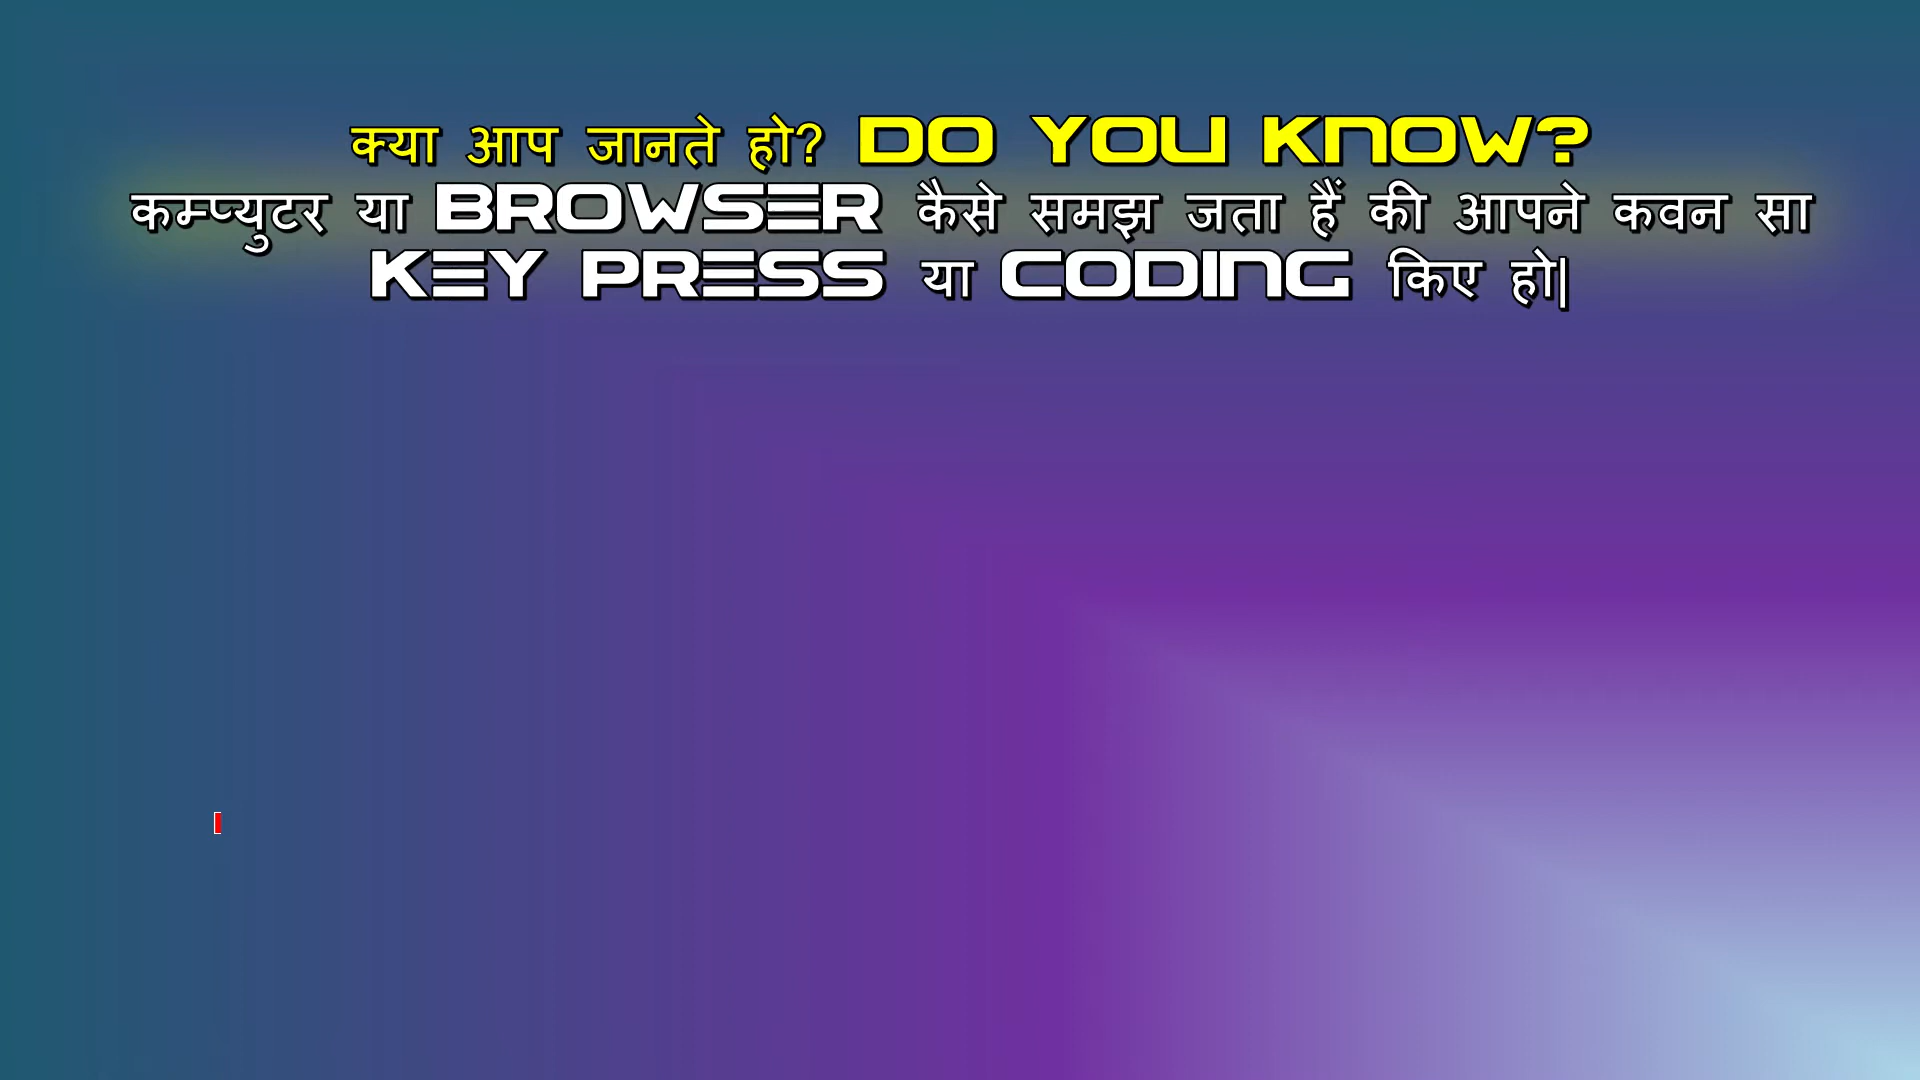 क्या आप जानते हो? DO YOU KNOW?
कम्प्युटर या BROWSER कैसे समझ जता हैं की आपने कवन सा
KEY PRESS या CODING किए हो|